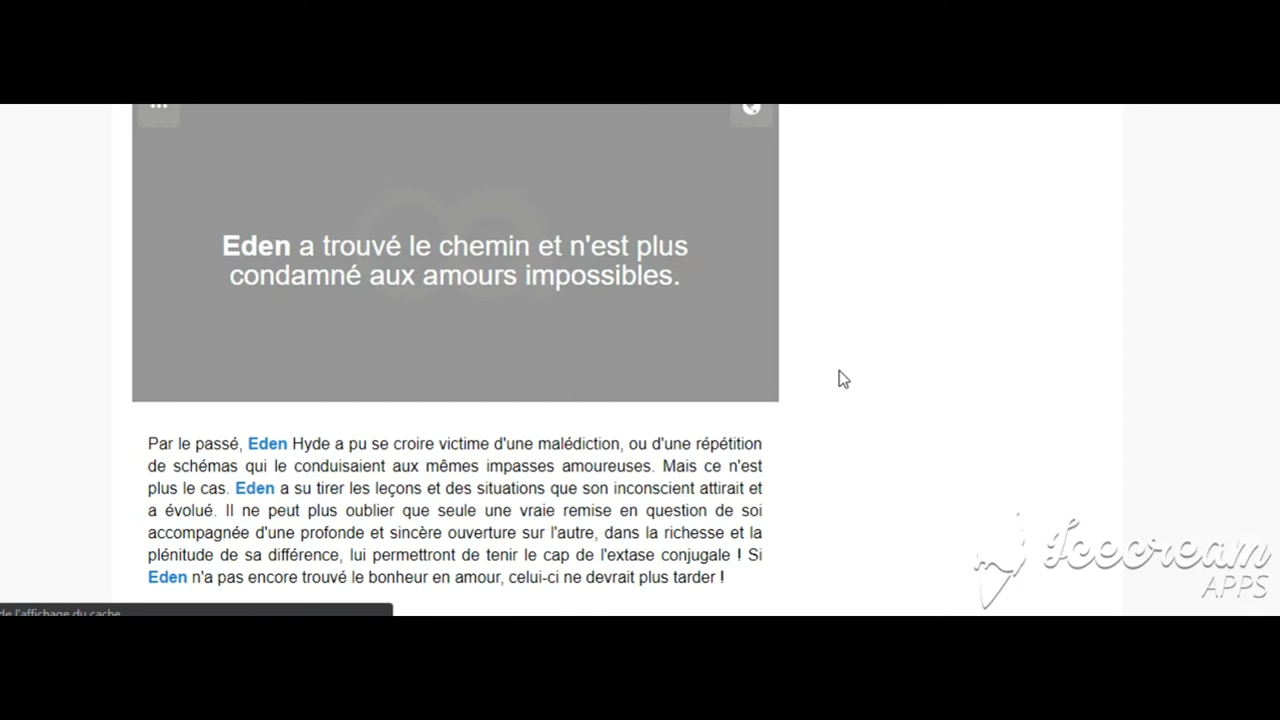 Eden a trouvé le chemin et n'est plus
condamné aux amours impossibles.
Par le passé, Eden Hyde a pu se croire victime d'une malédiction, ou d'une répétition
de schémas qui le conduisaient aux mêmes impasses amoureuses. Mais ce n'est
plus le cas. Eden a su tirer les leçons et des situations que son inconscient attirait et
a évolué. Il ne peut plus oublier que seule une vraie remise en question de soi
accompagnée d'une profonde et sincère ouverture sur l'autre, dans la richesse et la
plénitude de sa différence, lui permettront de tenir le cap de l'extase conjugale ! Si
Eden n'a pas encore trouvé le bonheur en amour, celui-ci ne devrait plus tarder !
Icecream
APPS
de l'affichage du cache